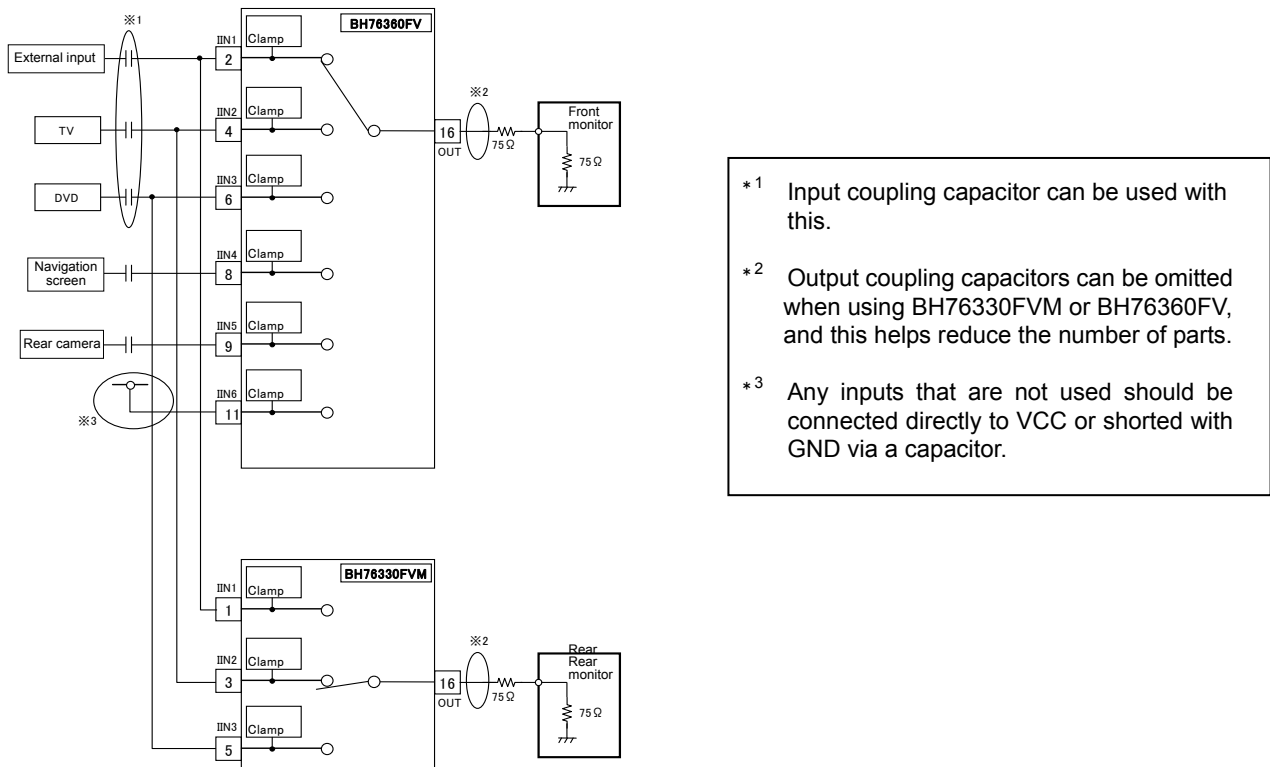 ※1
BH76360FV
External input
IIN1
2
Clamp
TV
IIN2
4
Clamp
DVD
IIN3
6
Clamp
Navigation
screen
IIN4
8
Clamp
Rear camera
IIN5
9
Clamp
※3
IIN6
11
Clamp
16
OUT
※2
75Ω
Front
monitor
75Ω
BH76330FVM
IIN1
1
Clamp
IIN2
3
Clamp
IIN3
5
Clamp
16
OUT
※2
75Ω
Rear
Rear
monitor
75Ω
*1 Input coupling capacitor can be used with
this.
*2 Output coupling capacitors can be omitted
when using BH76330FVM or BH76360FV,
and this helps reduce the number of parts.
*3 Any inputs that are not used should be
connected directly to VCC or shorted with
GND via a capacitor.